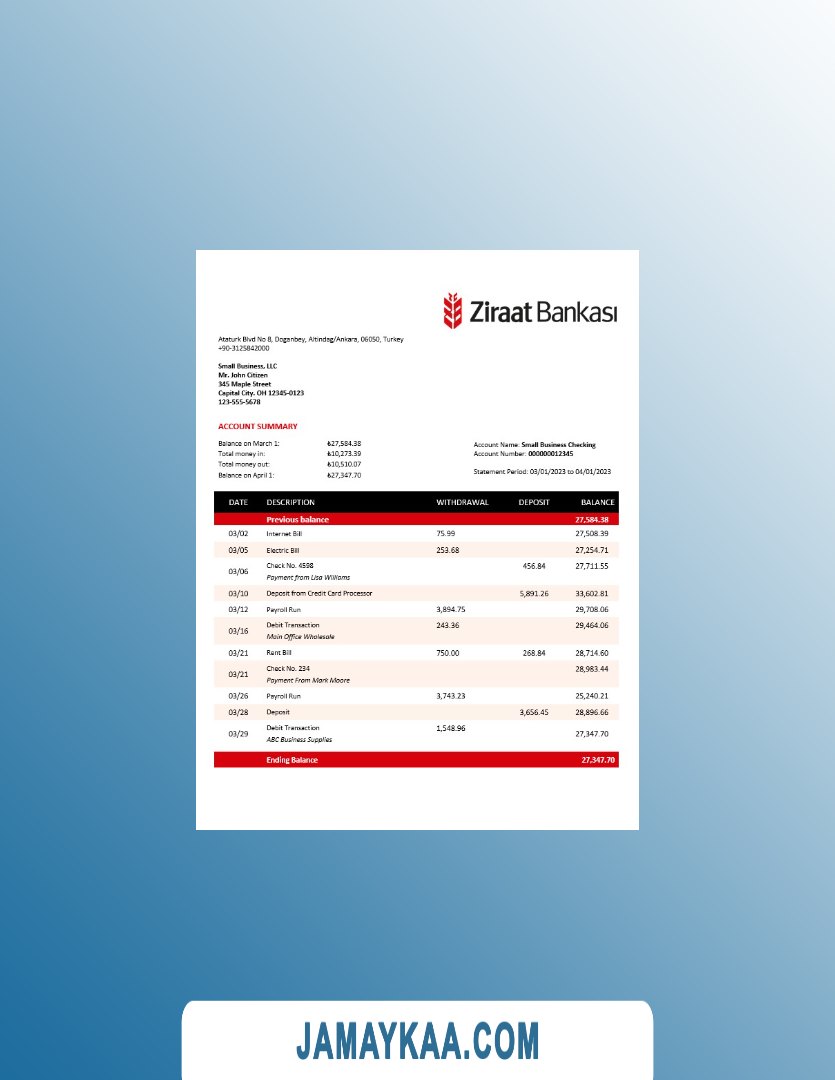 Ziraat Bankası
Ataturk Blvd No 8, Doganbey, Altindag/Ankara, 06050, Turkey
+90-3125842000
Small Business, LLC
Mr. John Citizen
345 Maple Street
Capital City. OH 12345-0123
123-555-5678
ACCOUNT SUMMARY
Balance on March 1: ₺27,584.38
Total money in: ₺10,273.39
Total money out: ₺10,510.07
Balance on April 1: ₺27,347.70
Account Name: Small Business Checking
Account Number: 000000012345
Statement Period: 03/01/2023 to 04/01/2023
DATE DESCRIPTION WITHDRAWAL DEPOSIT BALANCE
Previous balance 27,584.38
03/02 Internet Bill 75.99 27,508.39
03/05 Electric Bill 253.68 27,254.71
03/06 Check No. 4598 456.84 27,711.55
Payment from Lisa Williams
03/10 Deposit from Credit Card Processor 5,891.26 33,602.81
03/12 Payroll Run 3,894.75 29,708.06
03/16 Debit Transaction 243.36 29,464.06
Main Office Wholesale
03/21 Rent Bill 750.00 268.84 28,714.60
03/21 Check No. 234 28,983.44
Payment From Mark Moore
03/26 Payroll Run 3,743.23 25,240.21
03/28 Deposit 3,656.45 28,896.66
03/29 Debit Transaction 1,548.96 27,347.70
ABC Business Supplies
Ending Balance 27,347.70
JAMAYKAA.COM